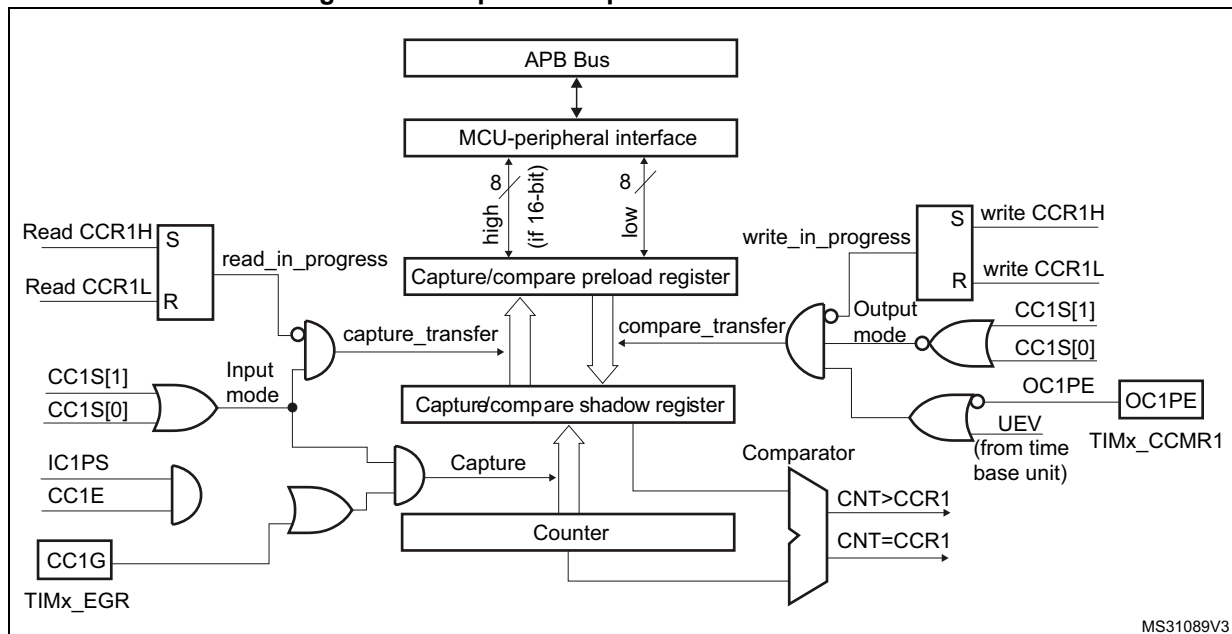 APB Bus
MCU-peripheral interface
8
8
high
(if 16-bit)
low
Read CCR1H
S
Read CCR1L
R
read_in_progress
write_in_progress
S
write CCR1H
R
write CCR1L
Capture/compare preload register
capture_transfer
compare_transfer
Output
mode
CC1S[1]
CC1S[0]
CC1S[1]
CC1S[0]
Input
mode
Capture/compare shadow register
OC1PE
OC1PE
UEV
(from time
base unit)
TIMx_CCMR1
IC1PS
CC1E
Capture
Comparator
CNT>CCR1
CNT=CCR1
Counter
CC1G
TIMx_EGR
MS31089V3